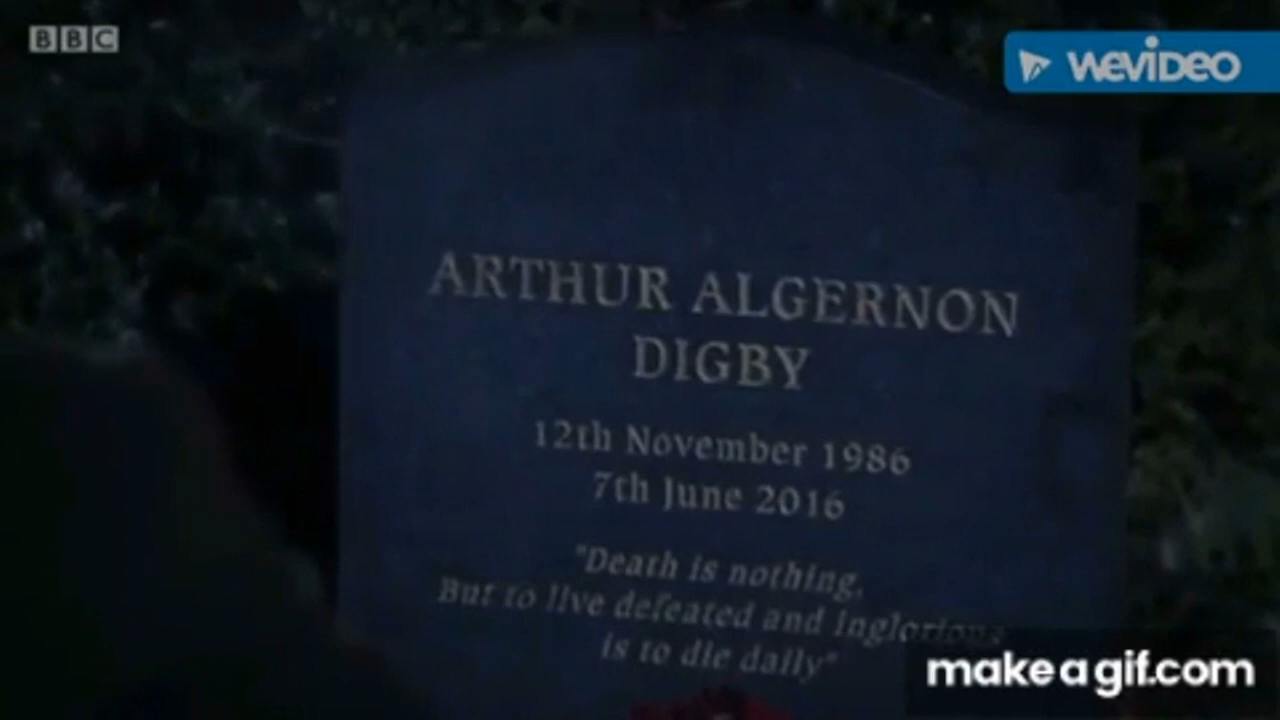 BBC
WEVIDEO
ARTHUR ALGERNON
DIGBY
12th November 1986
7th June 2016
"Death is nothing,
But to live defeated and inglorious
is to die daily"
makeagif.com